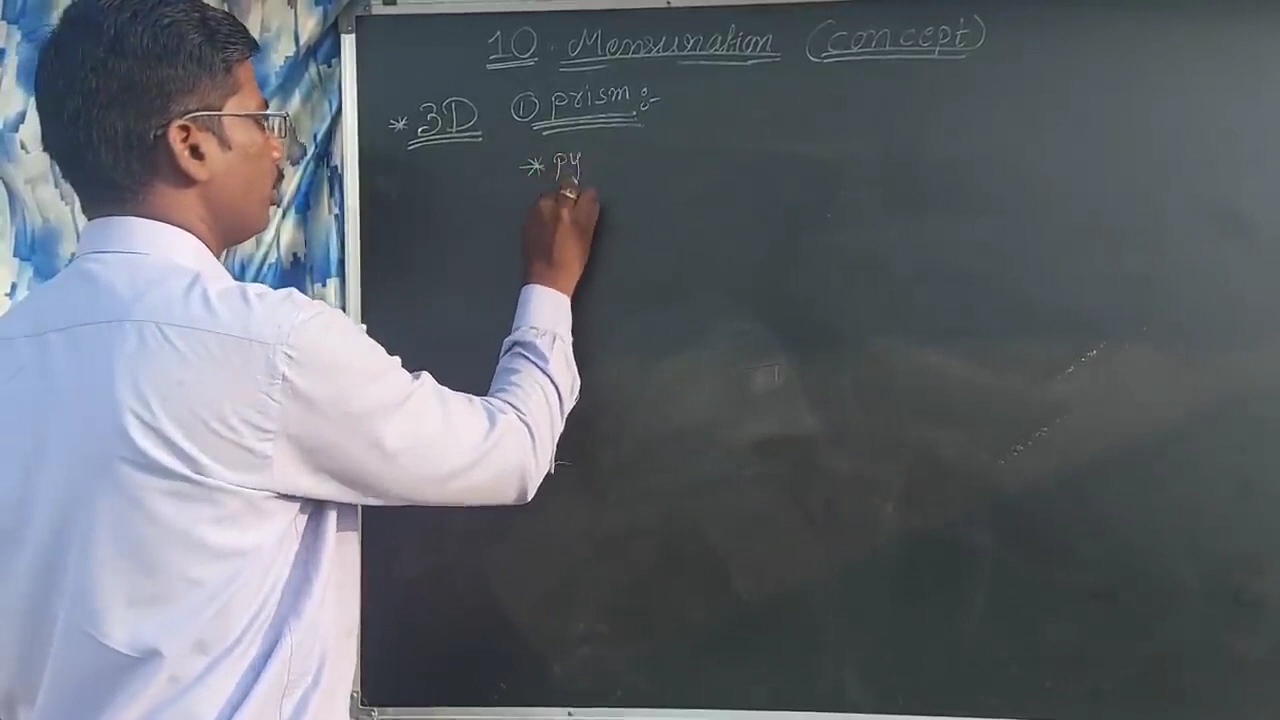 10. Mensuration (concept)
* 3D ① prism :-
* py